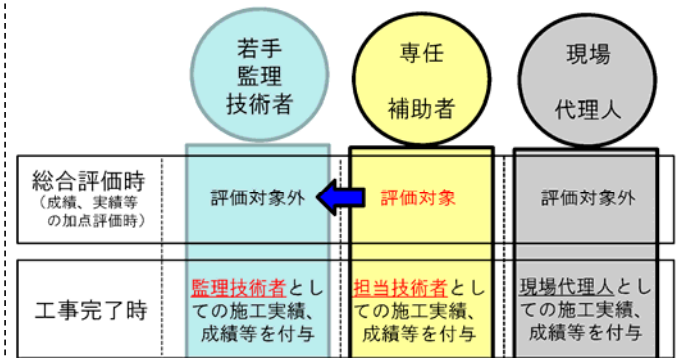 若手
監理
技術者
専任
補助者
現場
代理人
総合評価時
（成績、実績等
の加点評価時）
評価対象外
評価対象
評価対象外
工事完了時
監理技術者とし
ての施工実績、
成績等を付与
担当技術者とし
ての施工実績、
成績等を付与
現場代理人とし
ての施工実績、
成績等を付与